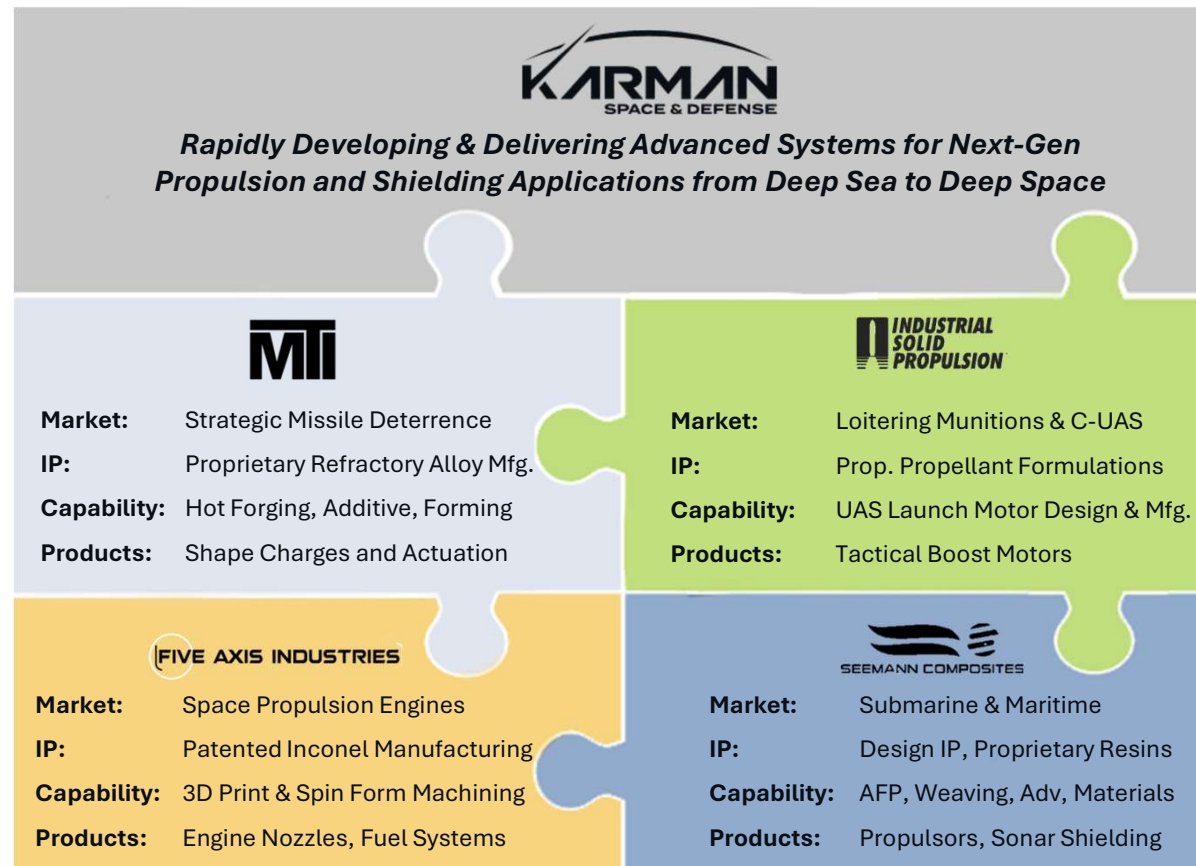 KARMAN
SPACE & DEFENSE
Rapidly Developing & Delivering Advanced Systems for Next-Gen
Propulsion and Shielding Applications from Deep Sea to Deep Space
MTI
Market: Strategic Missile Deterrence
IP: Proprietary Refractory Alloy Mfg.
Capability: Hot Forging, Additive, Forming
Products: Shape Charges and Actuation
INDUSTRIAL
SOLID
PROPULSION
Market: Loitering Munitions & C-UAS
IP: Prop. Propellant Formulations
Capability: UAS Launch Motor Design & Mfg.
Products: Tactical Boost Motors
FIVE AXIS INDUSTRIES
Market: Space Propulsion Engines
IP: Patented Inconel Manufacturing
Capability: 3D Print & Spin Form Machining
Products: Engine Nozzles, Fuel Systems
SEEMANN COMPOSITES
Market: Submarine & Maritime
IP: Design IP, Proprietary Resins
Capability: AFP, Weaving, Adv, Materials
Products: Propulsors, Sonar Shielding